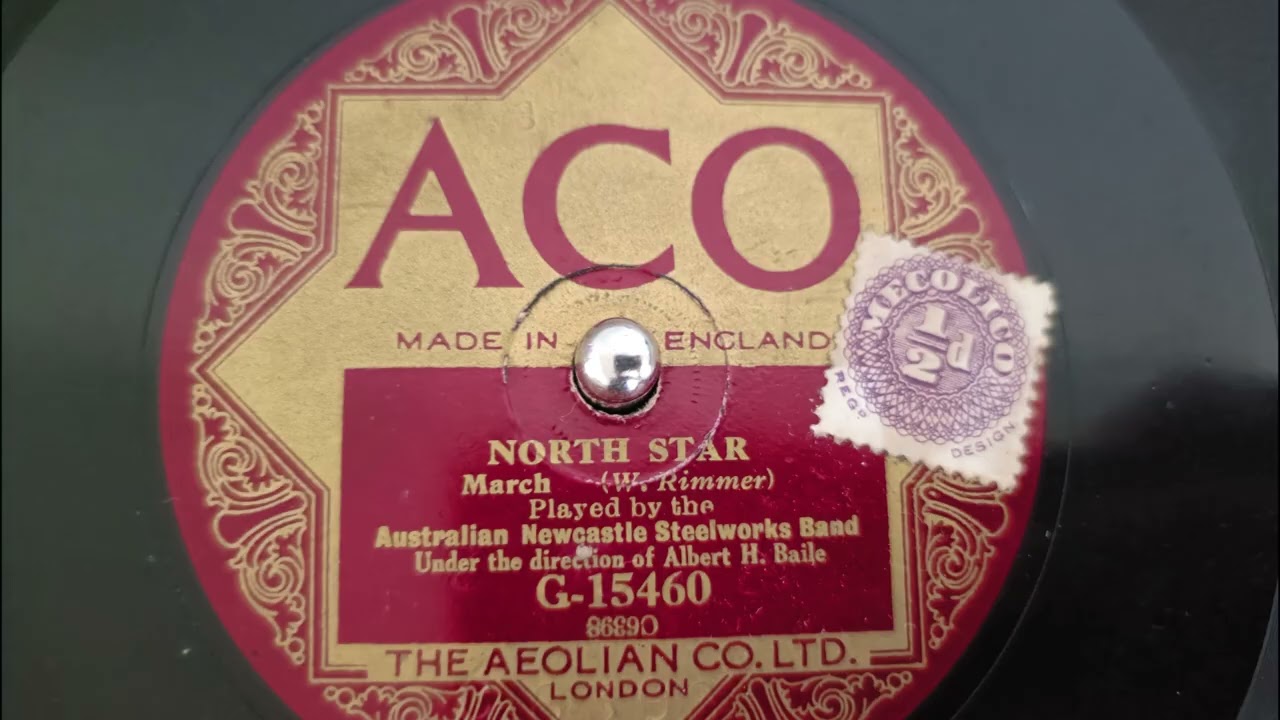 ACO
MADE IN ENGLAND
MECOLICO
1/2d
REGD
DESIGN
NORTH STAR
March (W. Rimmer)
Played by the
Australian Newcastle Steelworks Band
Under the direction of Albert H. Baile
G-15460
C6398
THE AEOLIAN CO. LTD.
LONDON